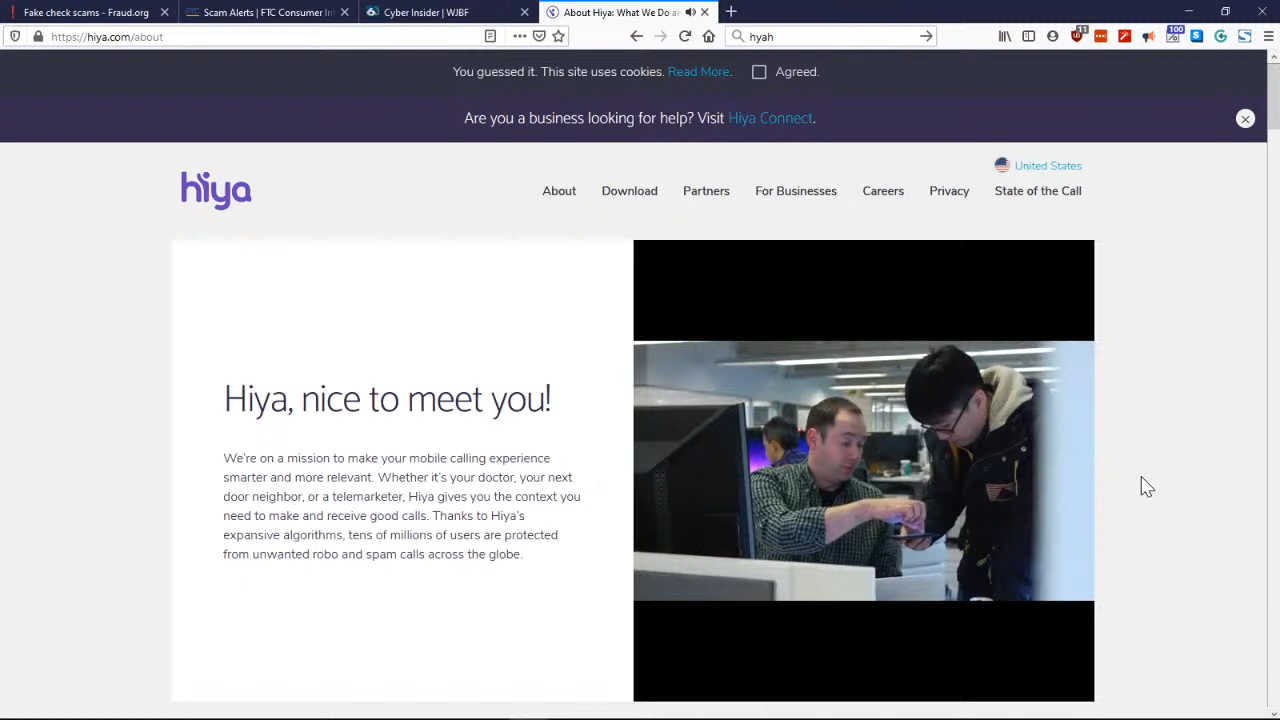 Fake check scams – Fraud.org
Scam Alerts | FTC Consumer In
Cyber Insider | WJBF
About Hiya: What We Do a
https://hiya.com/about
hyah
11
100
You guessed it. This site uses cookies. Read More. Agreed.
Are you a business looking for help? Visit Hiya Connect.
United States
hiya
About Download Partners For Businesses Careers Privacy State of the Call
Hiya, nice to meet you!
We're on a mission to make your mobile calling experience
smarter and more relevant. Whether it's your doctor, your next
door neighbor, or a telemarketer, Hiya gives you the context you
need to make and receive good calls. Thanks to Hiya's
expansive algorithms, tens of millions of users are protected
from unwanted robo and spam calls across the globe.